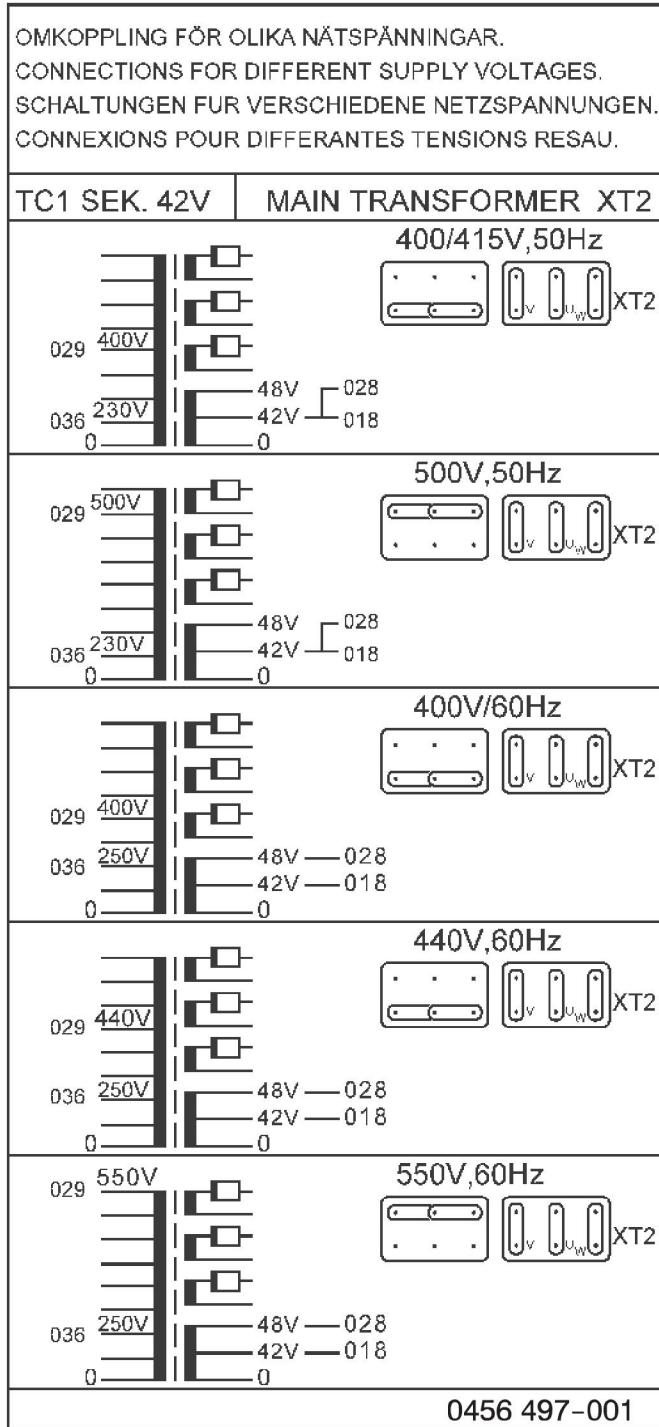 OMKOPPLING FÖR OLIKA NÄTSPÄNNINGAR.
CONNECTIONS FOR DIFFERENT SUPPLY VOLTAGES.
SCHALTUNGEN FUR VERSCHIEDENE NETZSPANNUNGEN.
CONNEXIONS POUR DIFFERANTES TENSIONS RESAU.
TC1 SEK. 42V MAIN TRANSFORMER XT2
400/415V,50Hz
V U W XT2
029 400V
48V 028
036 230V 42V 018
0 0
500V,50Hz
029 500V
V U W XT2
48V 028
036 230V 42V 018
0 0
400V/60Hz
V U W XT2
029 400V
036 250V 48V 028
42V 018
0 0
440V,60Hz
V U W XT2
029 440V
036 250V 48V 028
42V 018
0 0
029 550V 550V,60Hz
V U W XT2
036 250V 48V 028
42V 018
0 0
0456 497-001